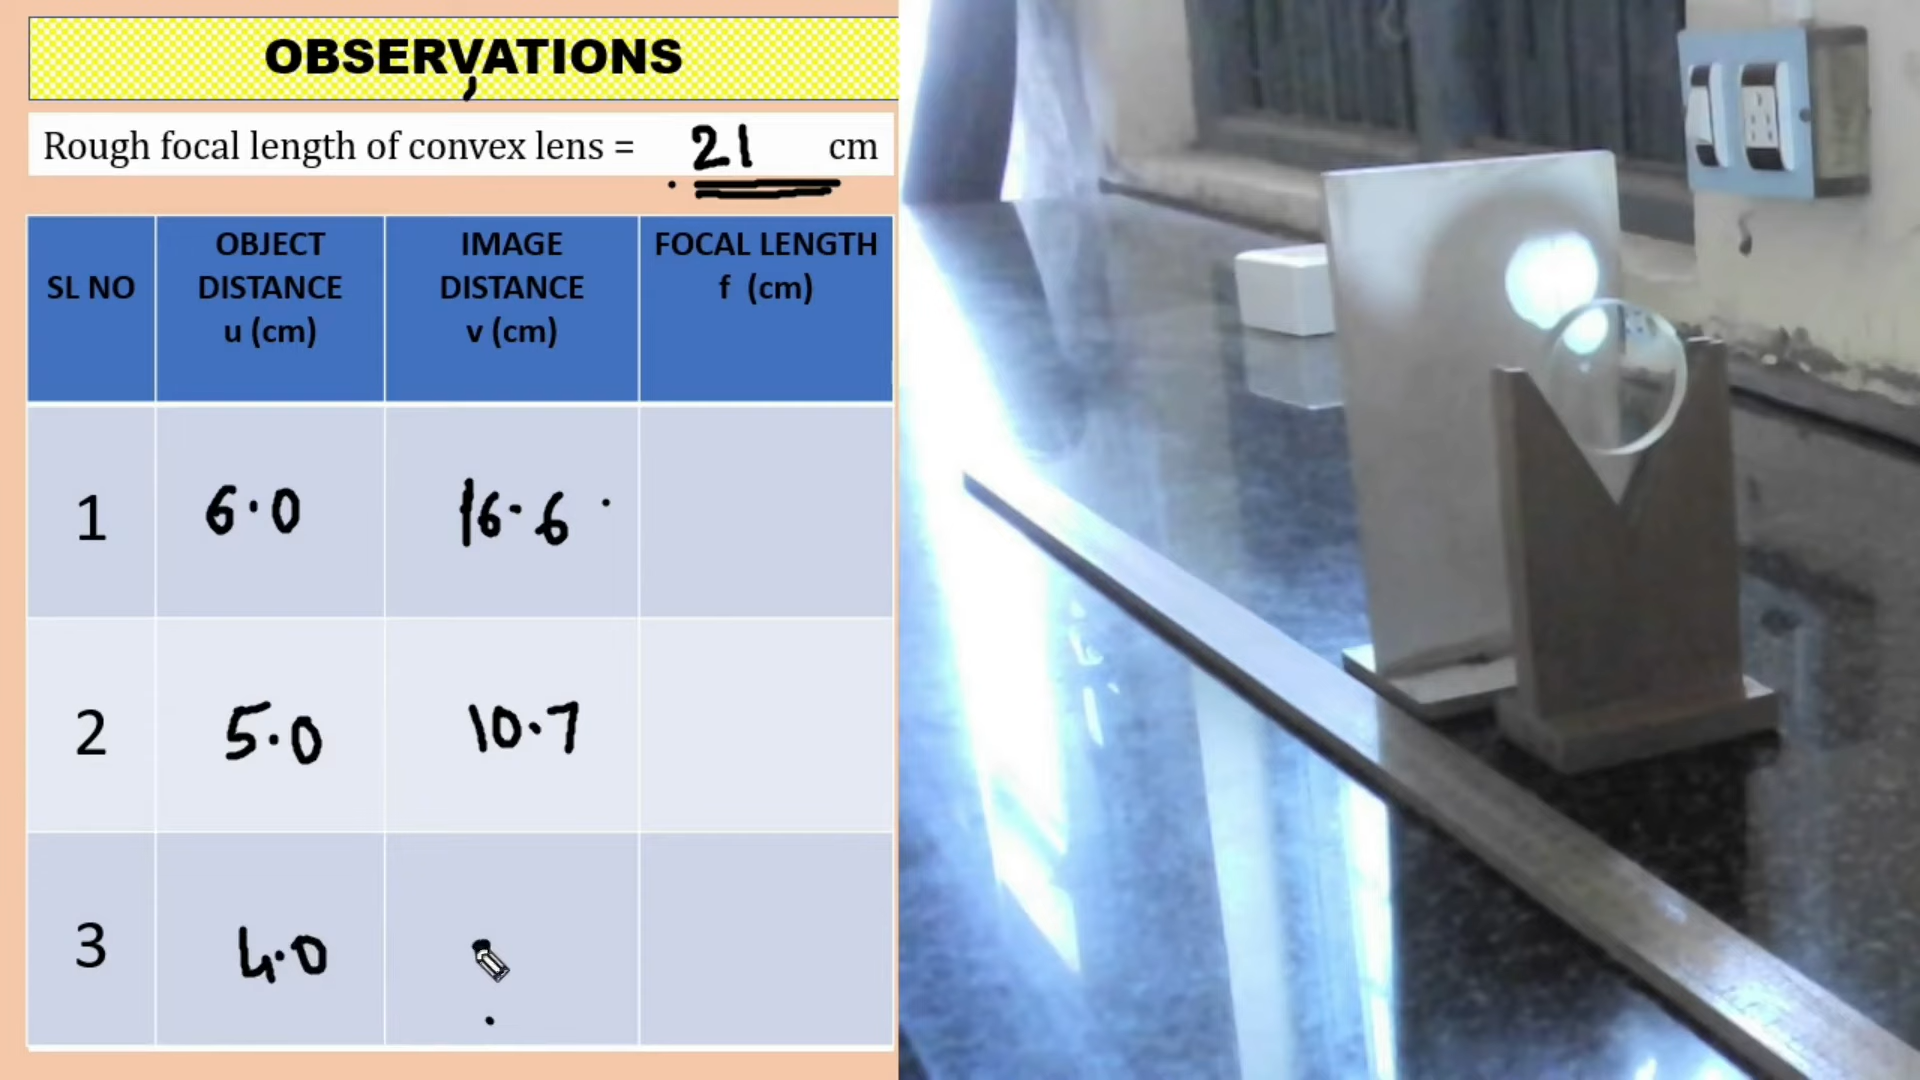 OBSERVATIONS
Rough focal length of convex lens = 21 cm
SL NO
OBJECT
DISTANCE
u (cm)
IMAGE
DISTANCE
v (cm)
FOCAL LENGTH
f (cm)
1 6.0 16.6
2 5.0 10.7
3 4.0